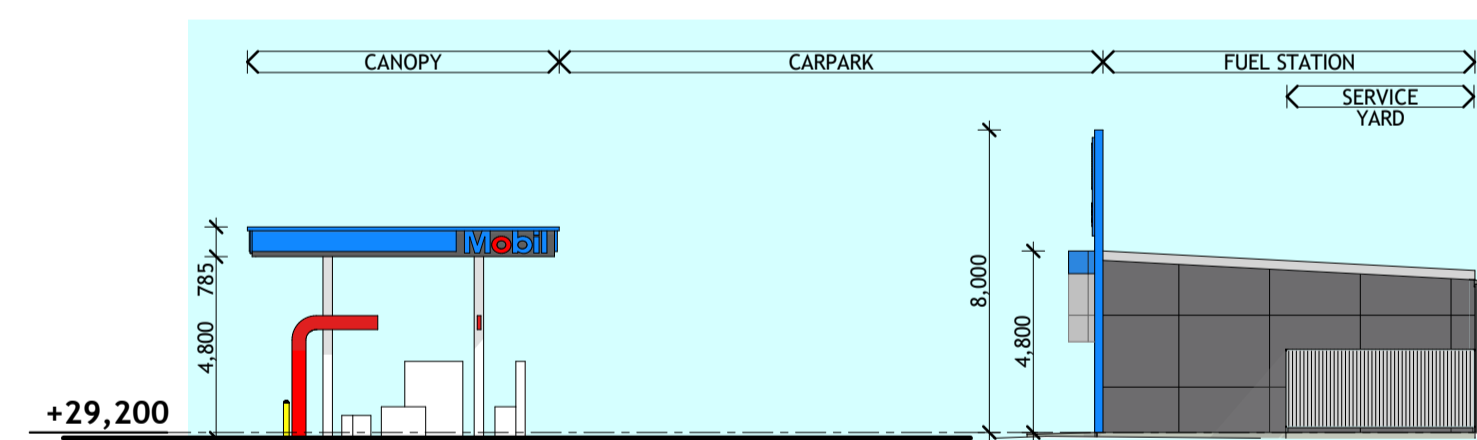 CANOPY
CARPARK
FUEL STATION
SERVICE
YARD
Mobil
785
4,800
8,000
4,800
+29,200